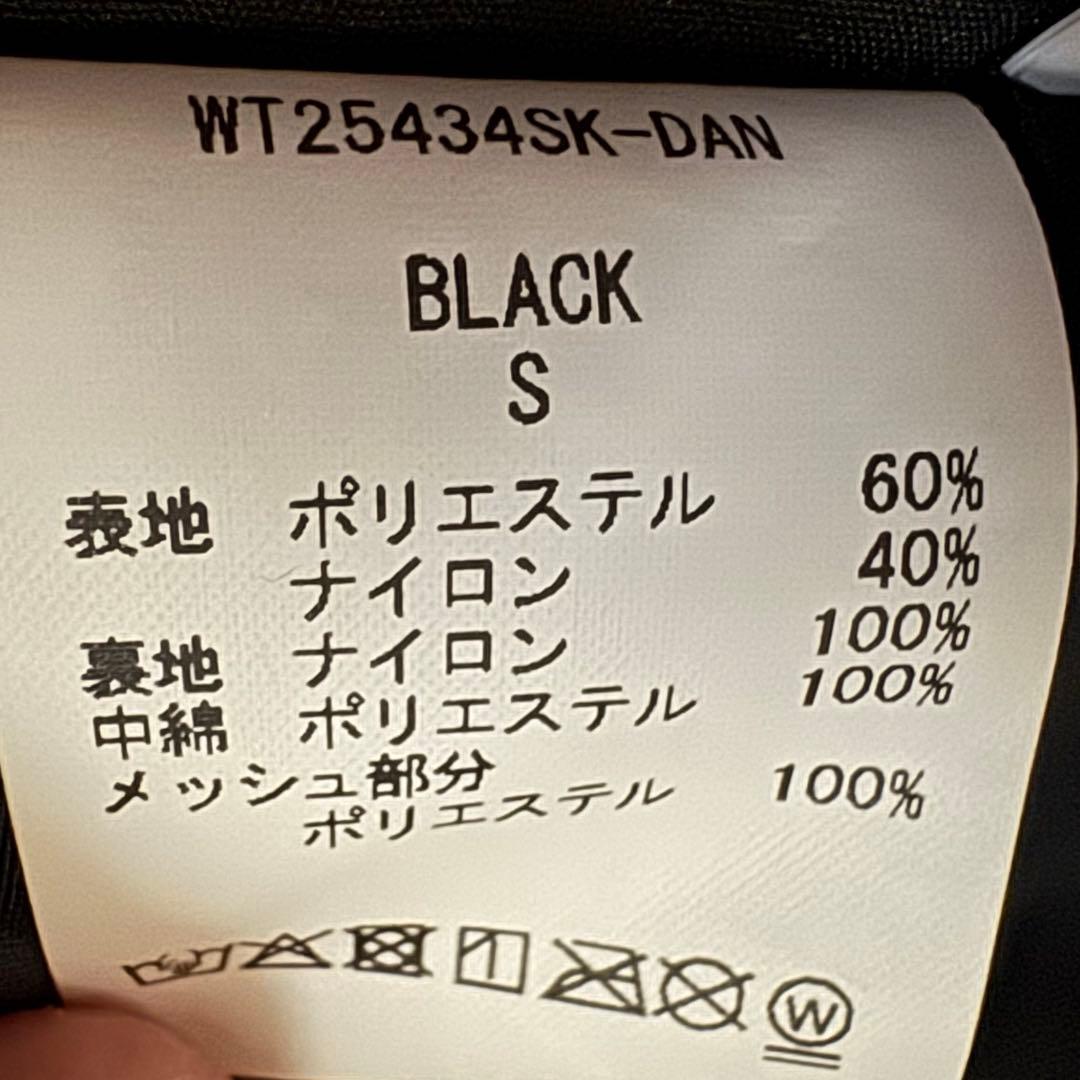 WT25434SK-DAN
BLACK
S
表地 ポリエステル 60%
ナイロン 40%
裏地 ナイロン 100%
中綿 ポリエステル 100%
メッシュ部分
ポリエステル 100%
W